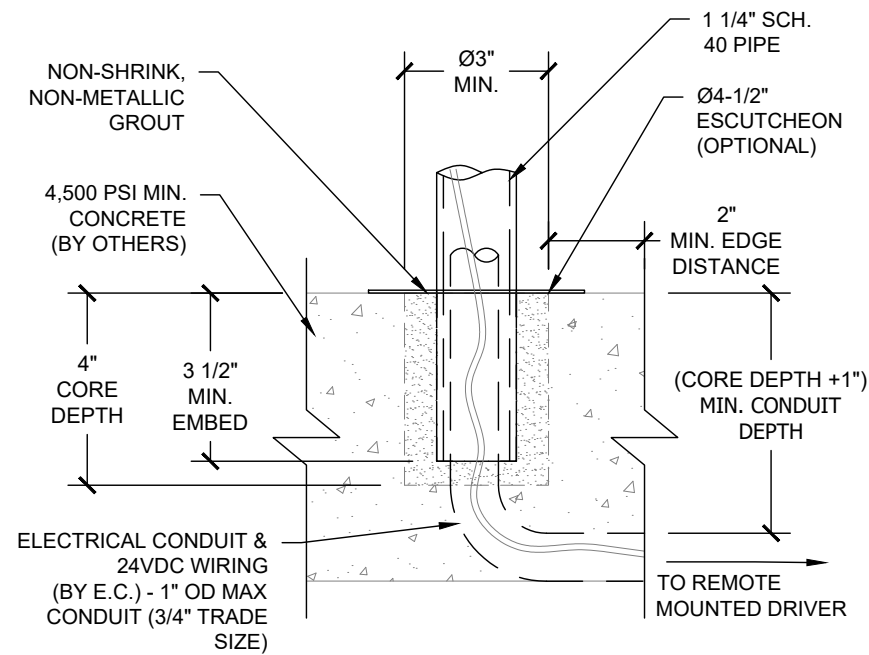 1 1/4" SCH.
40 PIPE
Ø3"
MIN.
NON-SHRINK,
NON-METALLIC
GROUT
Ø4-1/2"
ESCUTCHEON
(OPTIONAL)
4,500 PSI MIN.
CONCRETE
(BY OTHERS)
2"
MIN. EDGE
DISTANCE
4"
CORE
DEPTH
3 1/2"
MIN.
EMBED
(CORE DEPTH +1")
MIN. CONDUIT
DEPTH
ELECTRICAL CONDUIT &
24VDC WIRING
(BY E.C.) - 1" OD MAX
CONDUIT (3/4" TRADE
SIZE)
TO REMOTE
MOUNTED DRIVER